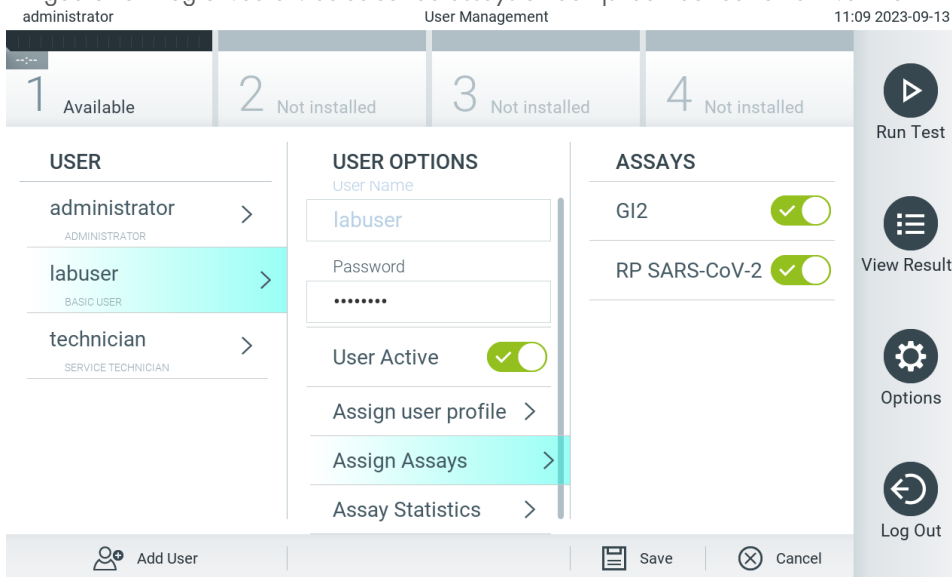 administrator
User Management
11:09 2023-09-13
--:--
1 Available
2 Not installed
3 Not installed
4 Not installed
Run Test
View Result
Options
Log Out
USER
administrator
ADMINISTRATOR
labuser
BASIC USER
technician
SERVICE TECHNICIAN
USER OPTIONS
User Name
labuser
Password
••••••••
User Active
Assign user profile
Assign Assays
Assay Statistics
ASSAYS
GI2
RP SARS-CoV-2
Add User
Save
Cancel